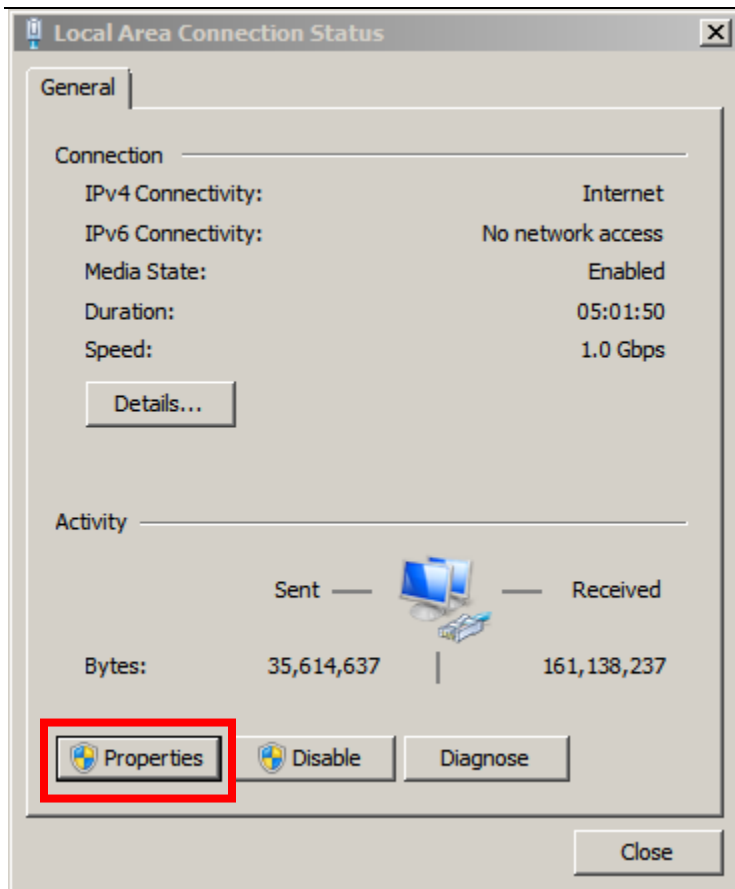 Local Area Connection Status
General
Connection
IPv4 Connectivity: Internet
IPv6 Connectivity: No network access
Media State: Enabled
Duration: 05:01:50
Speed: 1.0 Gbps
Details...
Activity
Sent Received
Bytes: 35,614,637 161,138,237
Properties Disable Diagnose
Close